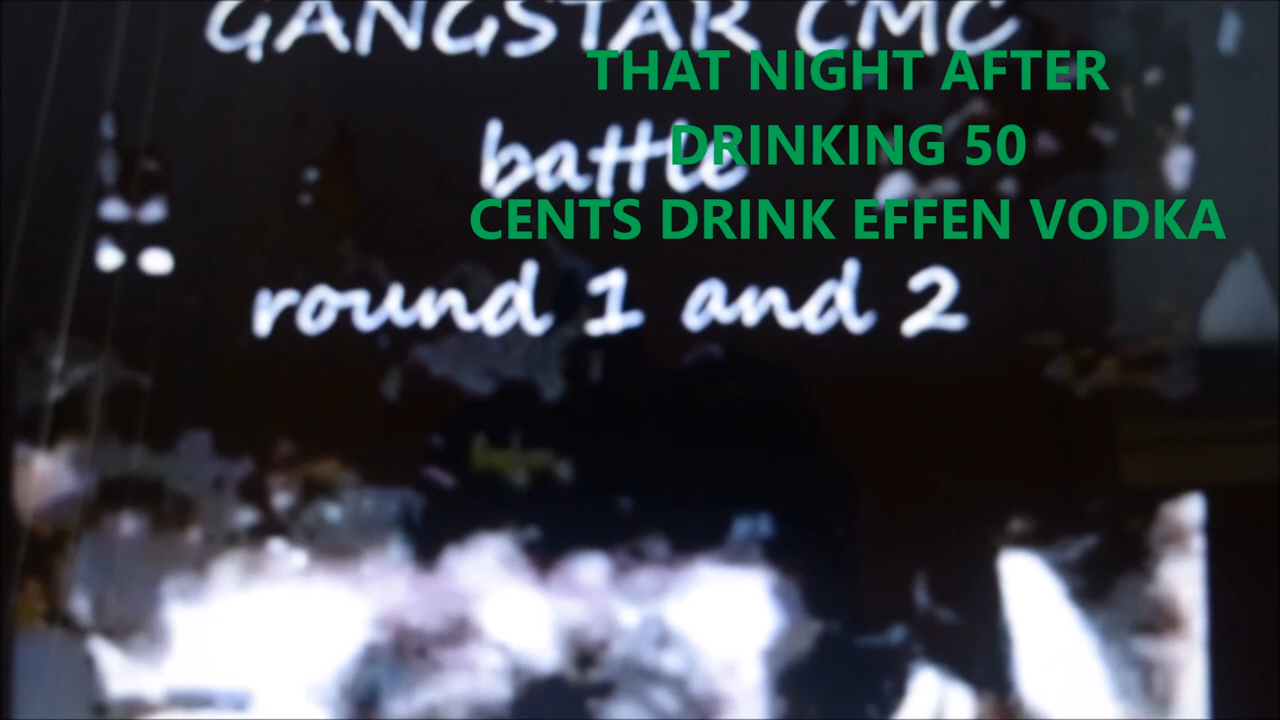 GANGSTAR CMC
THAT NIGHT AFTER
battle
DRINKING 50
CENTS DRINK EFFEN VODKA
round 1 and 2